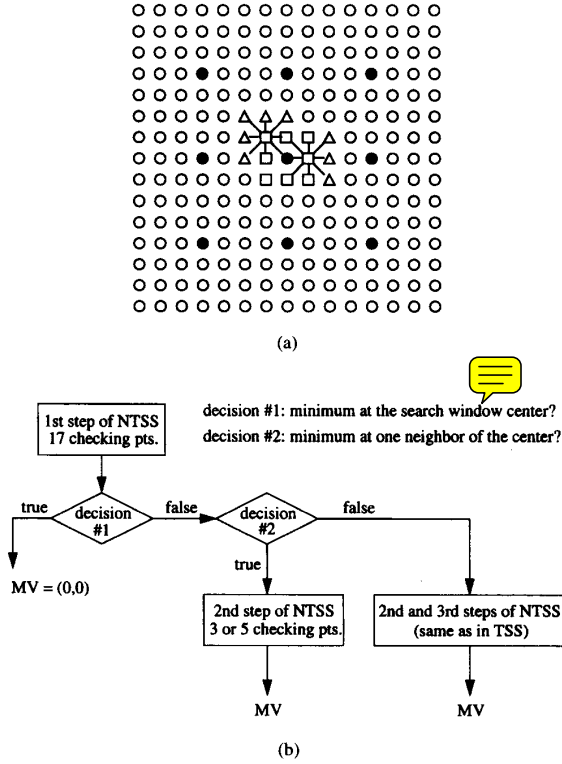 (a)
decision #1: minimum at the search window center?
decision #2: minimum at one neighbor of the center?
1st step of NTSS
17 checking pts.
true
decision
#1
false
decision
#2
false
true
MV = (0,0)
2nd step of NTSS
3 or 5 checking pts.
2nd and 3rd steps of NTSS
(same as in TSS)
MV
MV
(b)